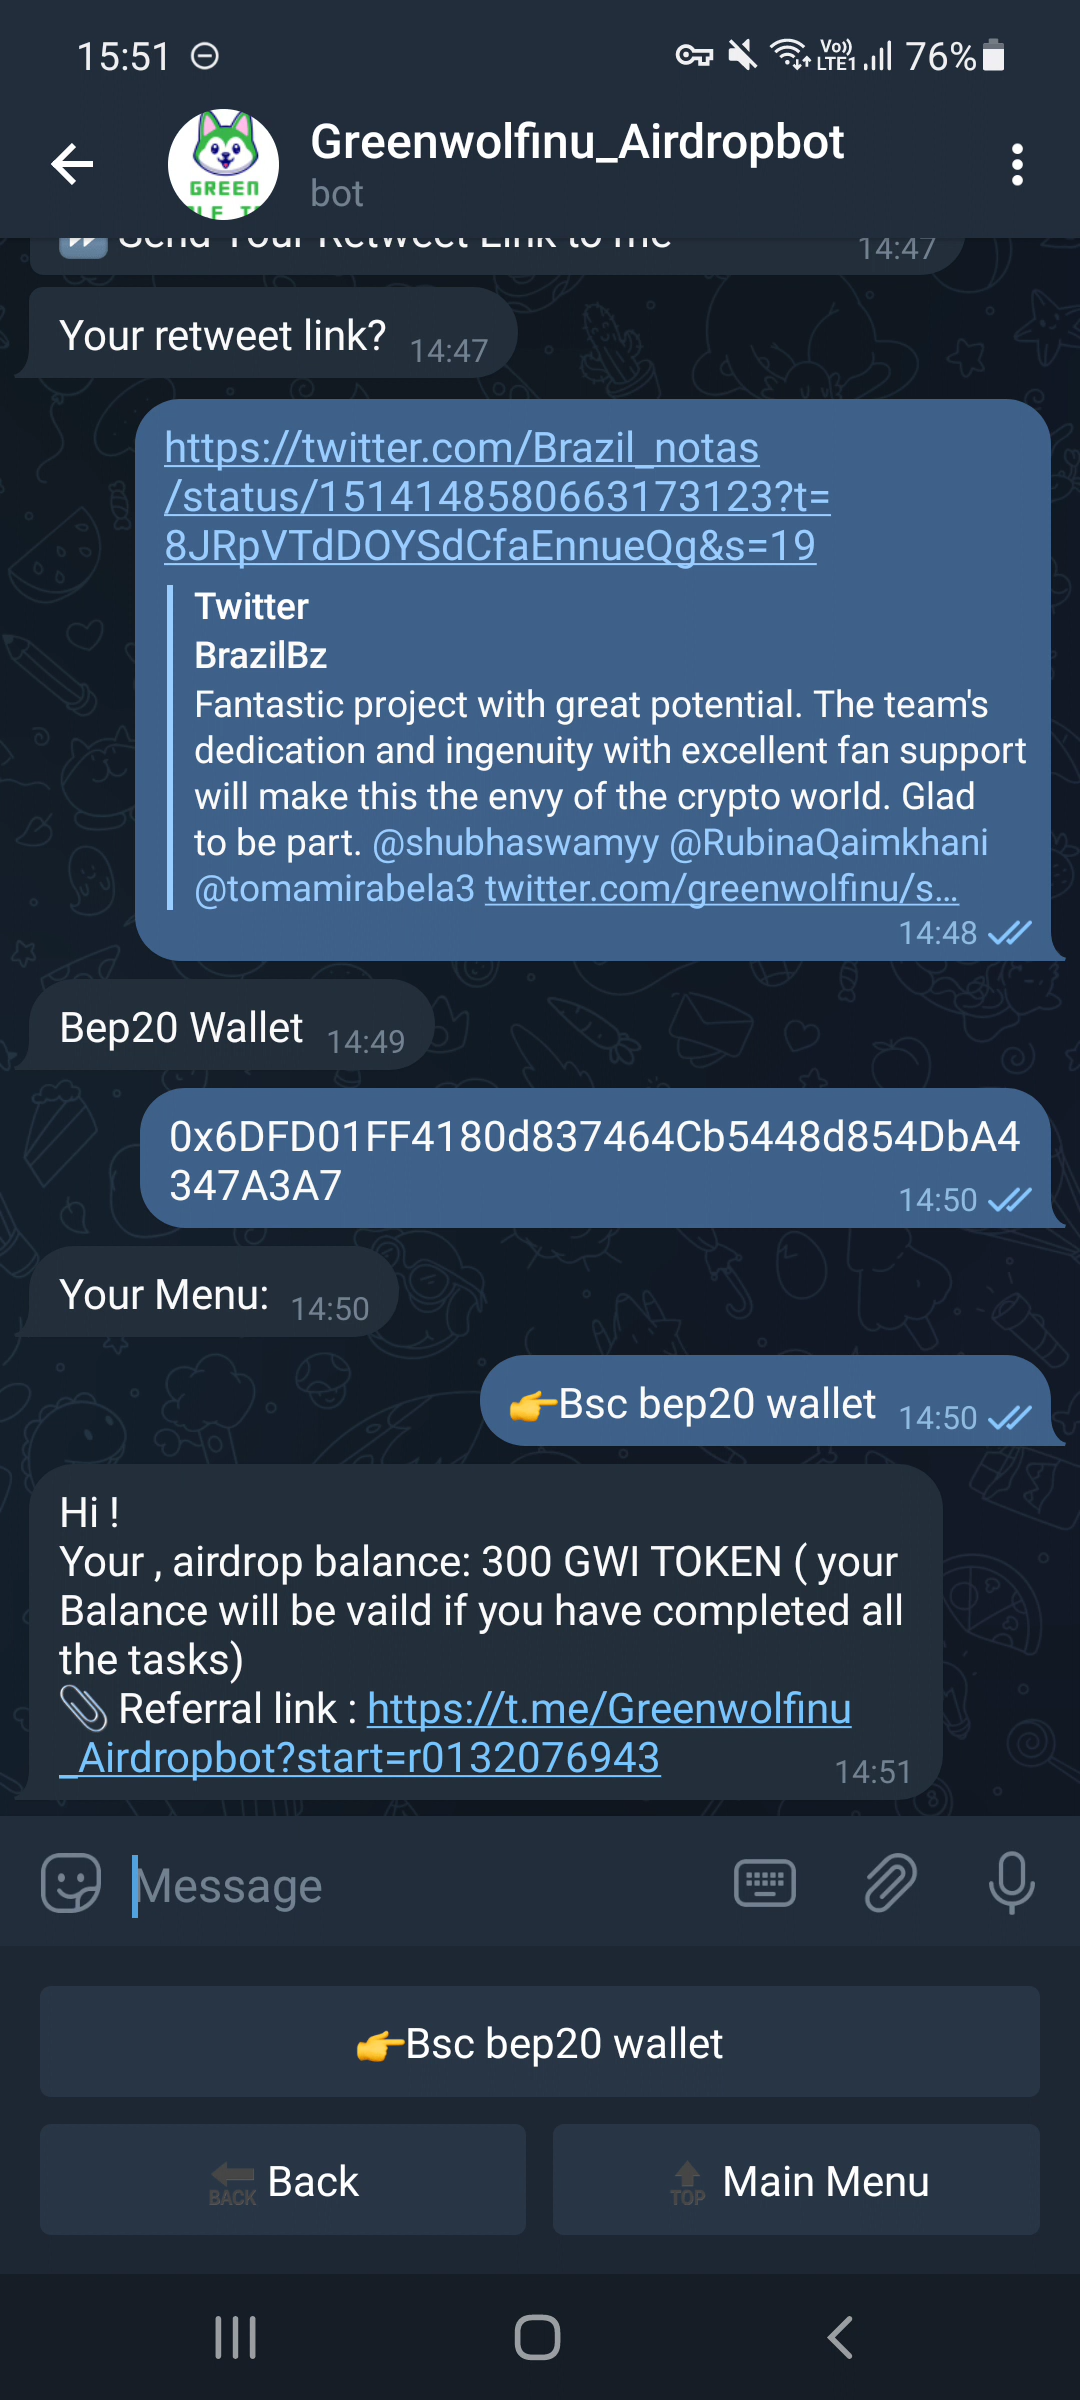 15:51 Vo)) LTE1 76%
Greenwolfinu_Airdropbot
GREEN
bot
Send Your Retweet Link to me 14:47
Your retweet link? 14:47
https://twitter.com/Brazil_notas
/status/1514148580663173123?t=
8JRpVTdDOYSdCfaEnnueQg&s=19
Twitter
BrazilBz
Fantastic project with great potential. The team's
dedication and ingenuity with excellent fan support
will make this the envy of the crypto world. Glad
to be part. @shubhaswamyy @RubinaQaimkhani
@tomamirabela3 twitter.com/greenwolfinu/s…
14:48
Bep20 Wallet 14:49
0x6DFD01FF4180d837464Cb5448d854DbA4
347A3A7 14:50
Your Menu: 14:50
👉Bsc bep20 wallet 14:50
Hi !
Your , airdrop balance: 300 GWI TOKEN ( your
Balance will be vaild if you have completed all
the tasks)
📎 Referral link : https://t.me/Greenwolfinu
_Airdropbot?start=r0132076943 14:51
Message
👉Bsc bep20 wallet
BACK Back
TOP Main Menu